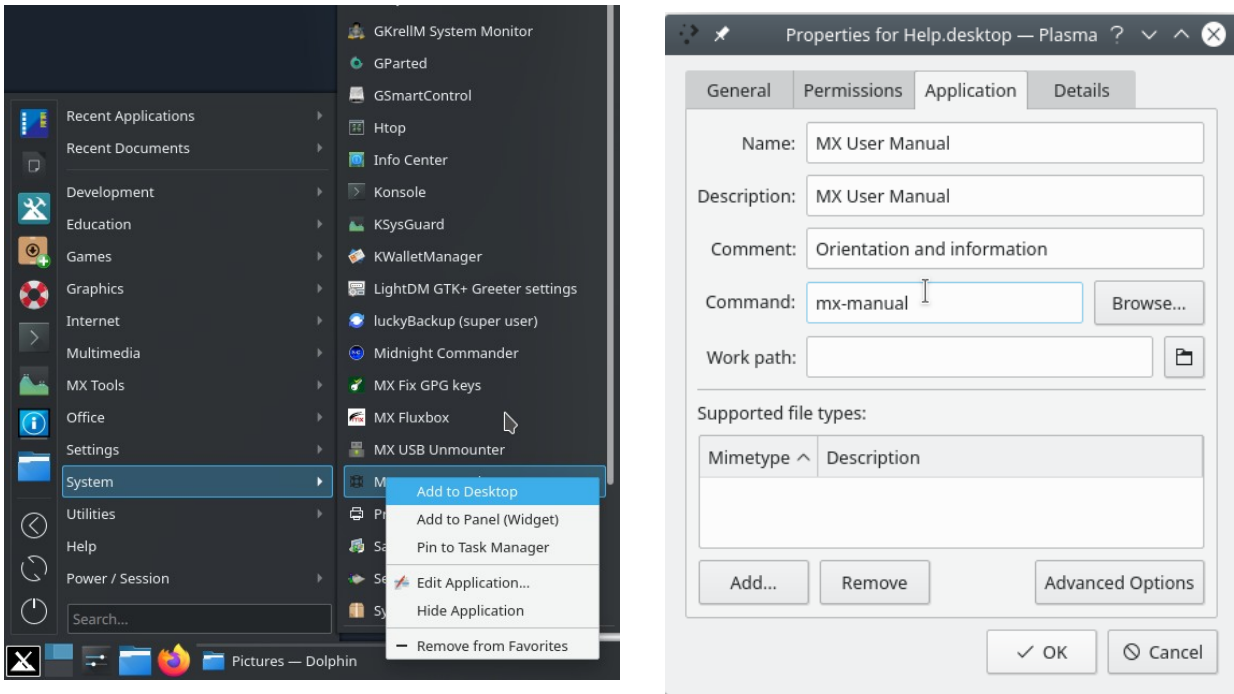 Recent Applications
Recent Documents
Development
Education
Games
Graphics
Internet
Multimedia
MX Tools
Office
Settings
System
Utilities
Help
Power / Session
Search...
GKrellM System Monitor
GParted
GSmartControl
Htop
Info Center
Konsole
KSysGuard
KWalletManager
LightDM GTK+ Greeter settings
luckyBackup (super user)
Midnight Commander
MX Fix GPG keys
MX Fluxbox
MX USB Unmounter
Add to Desktop
Add to Panel (Widget)
Pin to Task Manager
Edit Application...
Hide Application
Remove from Favorites
Pictures — Dolphin
Properties for Help.desktop — Plasma
General Permissions Application Details
Name: MX User Manual
Description: MX User Manual
Comment: Orientation and information
Command: mx-manual Browse...
Work path:
Supported file types:
Mimetype Description
Add... Remove Advanced Options
OK Cancel